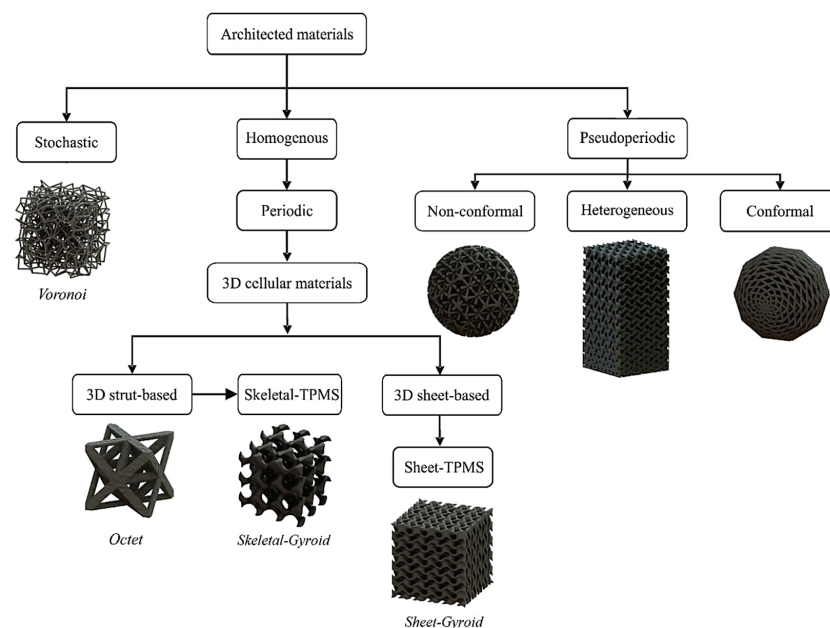 Architected materials
Stochastic
Homogenous
Pseudoperiodic
Periodic
Non-conformal
Heterogeneous
Conformal
Voronoi
3D cellular materials
3D strut-based
Skeletal-TPMS
3D sheet-based
Sheet-TPMS
Octet
Skeletal-Gyroid
Sheet-Gyroid